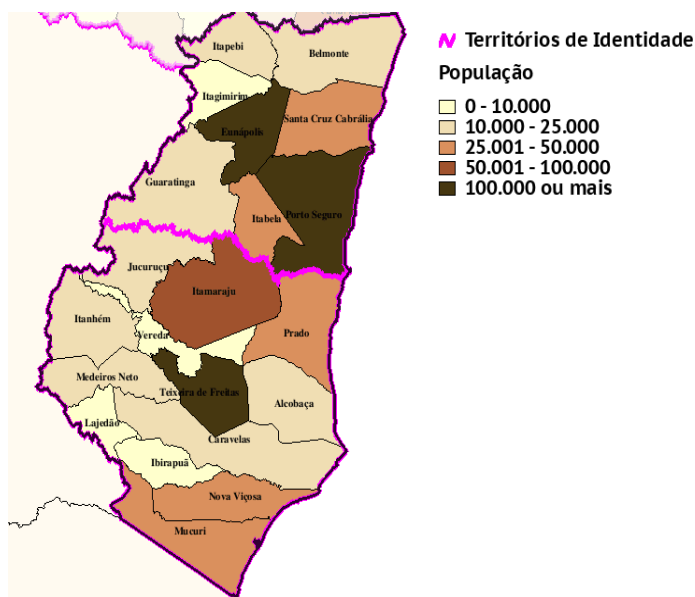 Itapebi
Belmonte
Itagimirim
Eunápolis
Santa Cruz Cabrália
Guaratinga
Itabela
Porto Seguro
Jucuruçu
Itamaraju
Itanhém
Vereda
Prado
Medeiros Neto
Teixeira de Freitas
Alcobaça
Lajedão
Caravelas
Ibirapuã
Nova Viçosa
Mucuri
Territórios de Identidade
População
0 - 10.000
10.000 - 25.000
25.001 - 50.000
50.001 - 100.000
100.000 ou mais